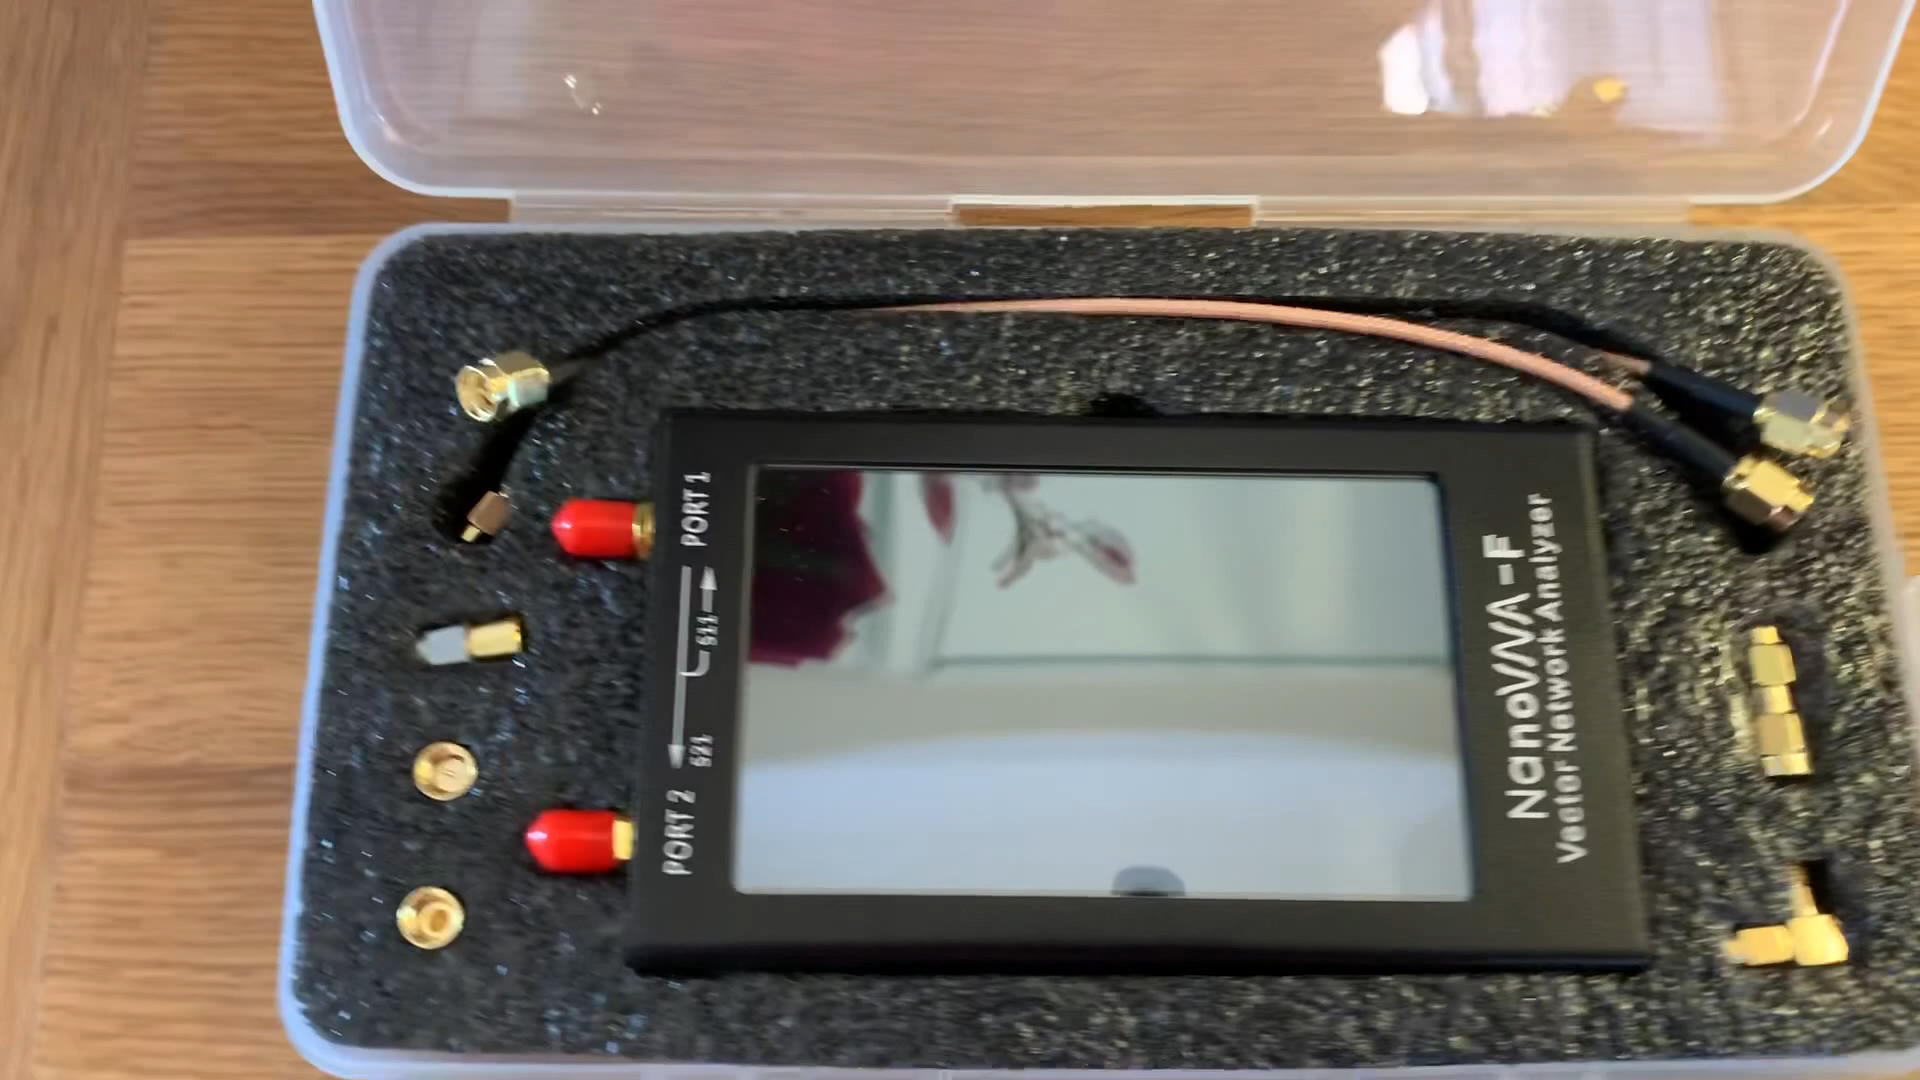 PORT 1
S11
S21
PORT 2
NanoVNA-F
Vector Network Analyzer